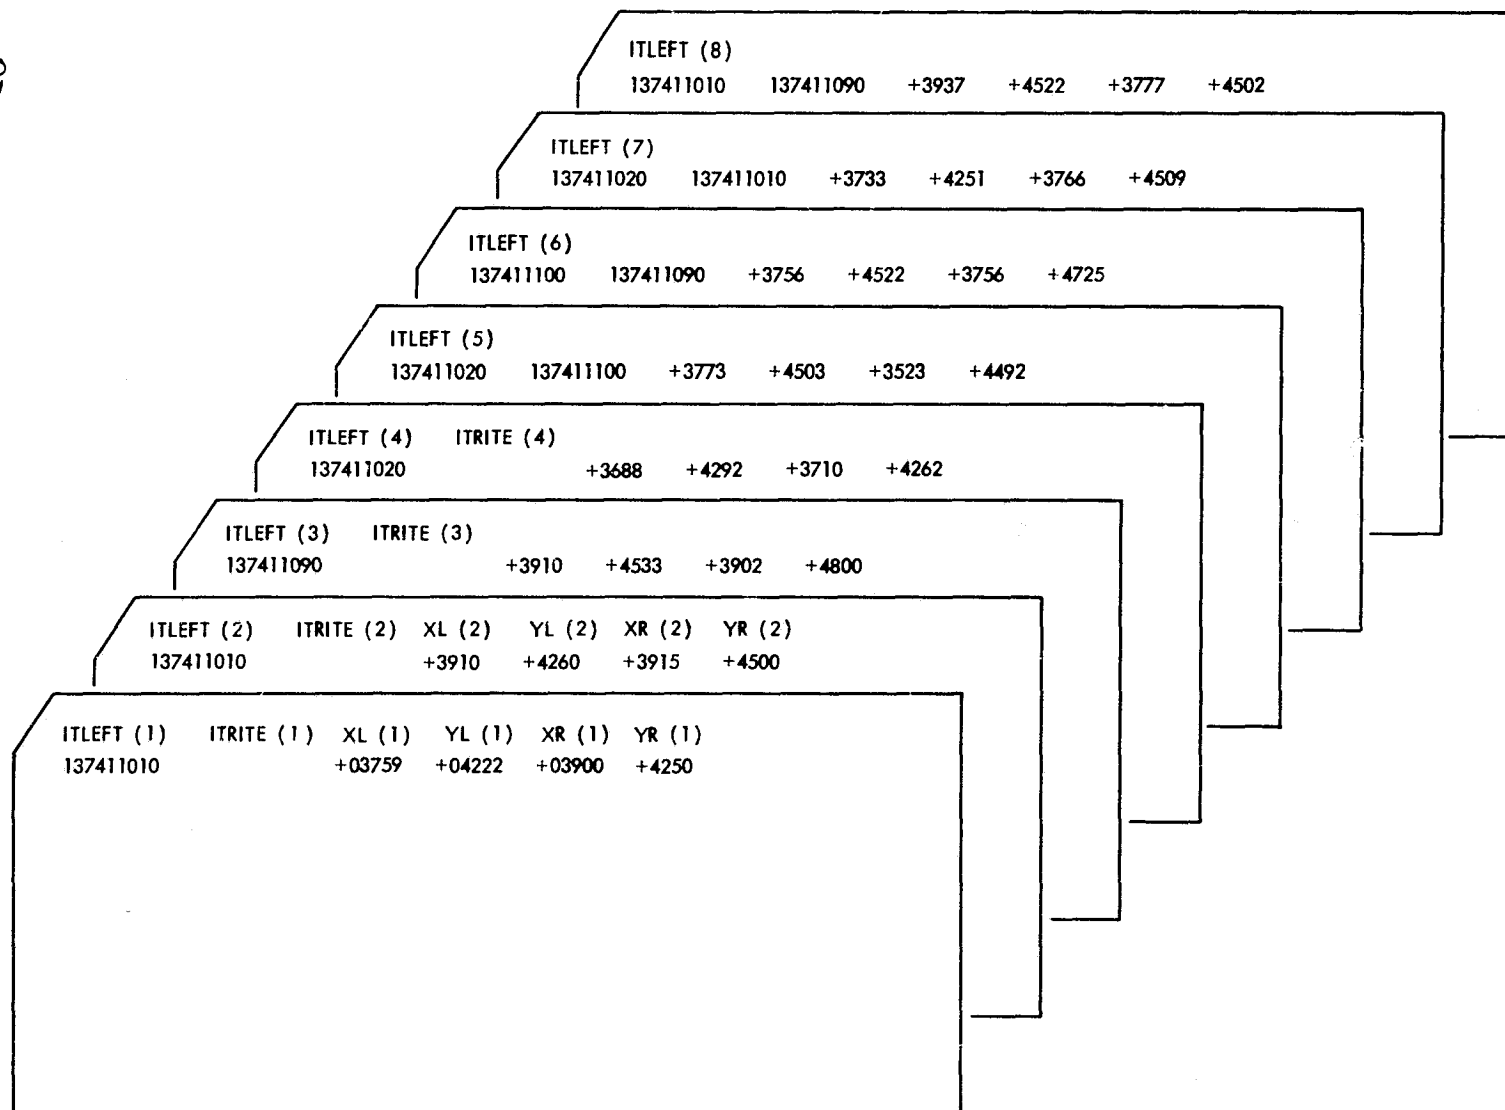 ITLEFT (8)
137411010 137411090 +3937 +4522 +3777 +4502
ITLEFT (7)
137411020 137411010 +3733 +4251 +3766 +4509
ITLEFT (6)
137411100 137411090 +3756 +4522 +3756 +4725
ITLEFT (5)
137411020 137411100 +3773 +4503 +3523 +4492
ITLEFT (4) ITRITE (4)
137411020 +3688 +4292 +3710 +4262
ITLEFT (3) ITRITE (3)
137411090 +3910 +4533 +3902 +4800
ITLEFT (2) ITRITE (2) XL (2) YL (2) XR (2) YR (2)
137411010 +3910 +4260 +3915 +4500
ITLEFT (1) ITRITE (1) XL (1) YL (1) XR (1) YR (1)
137411010 +03759 +04222 +03900 +4250